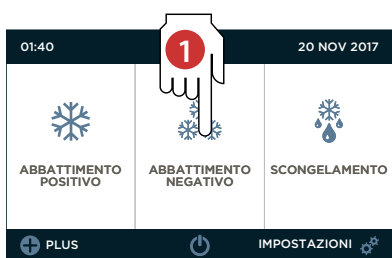 01:40
1
20 NOV 2017
ABBATTIMENTO
POSITIVO
ABBATTIMENTO
NEGATIVO
SCONGELAMENTO
PLUS
IMPOSTAZIONI